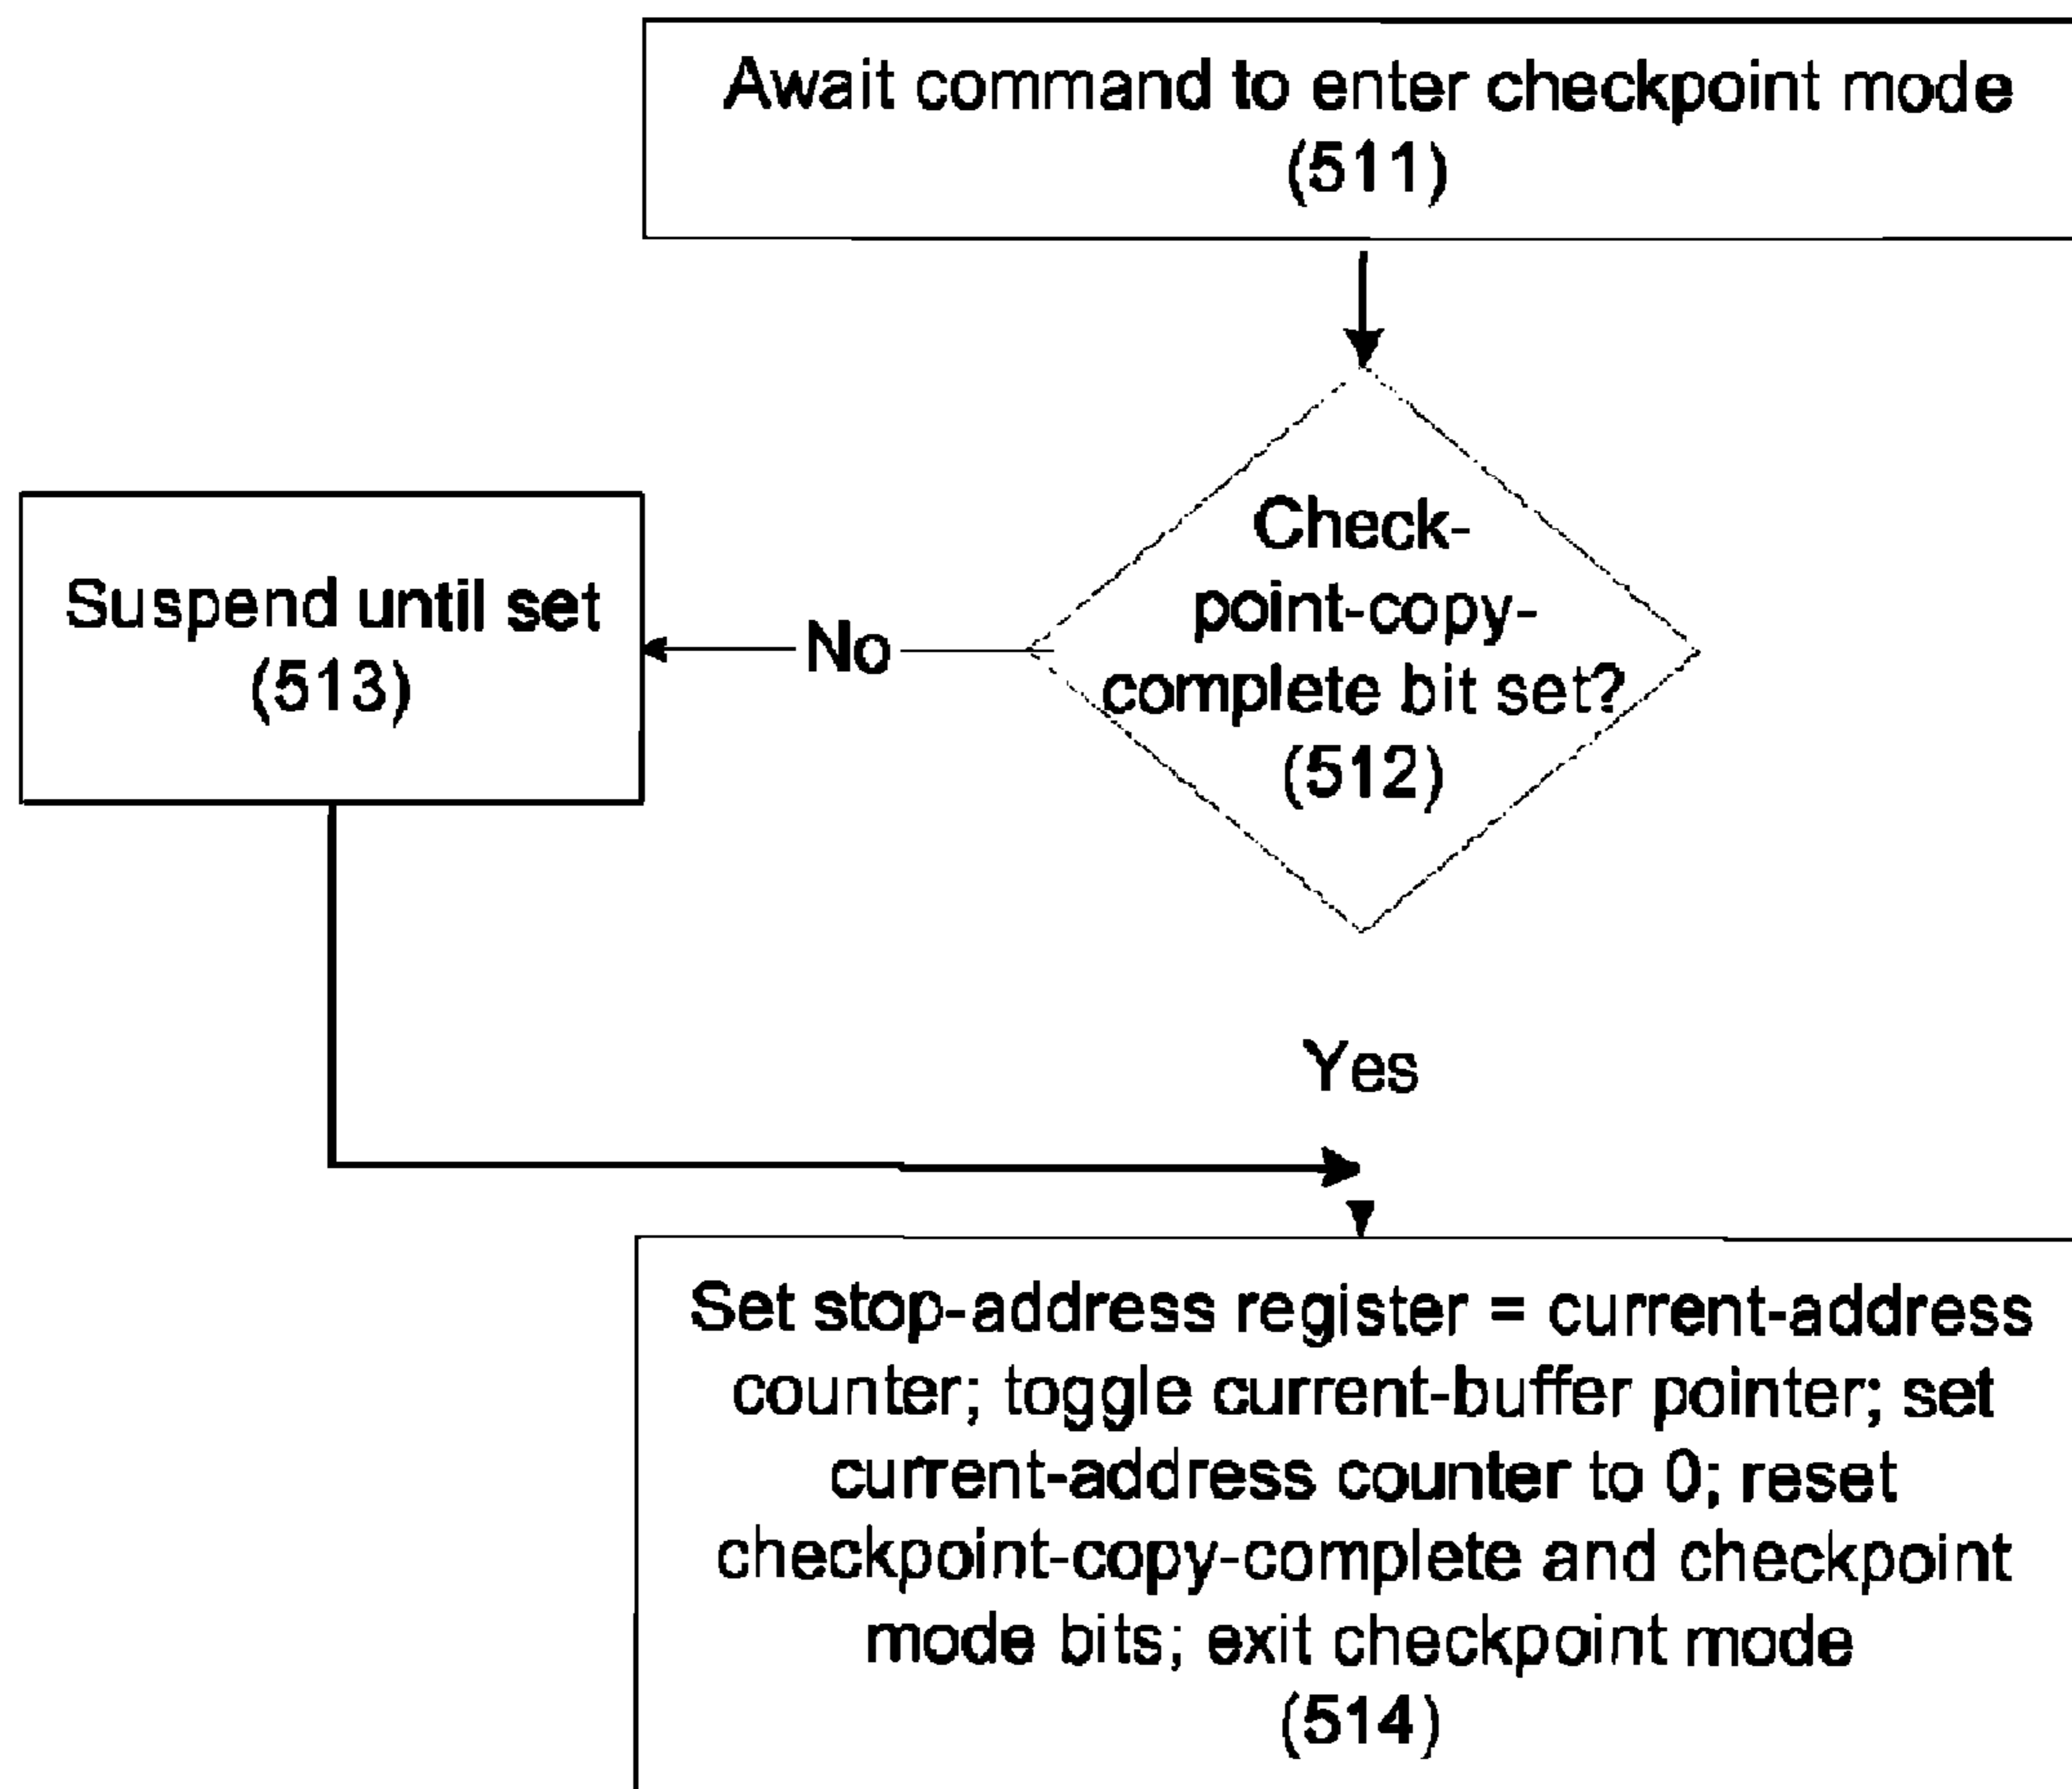 Await command to enter checkpoint mode
(511)
Check-
point-copy-
complete bit set?
(512)
No
Suspend until set
(513)
Yes
Set stop-address register = current-address
counter; toggle current-buffer pointer; set
current-address counter to 0; reset
checkpoint-copy-complete and checkpoint
mode bits; exit checkpoint mode
(514)